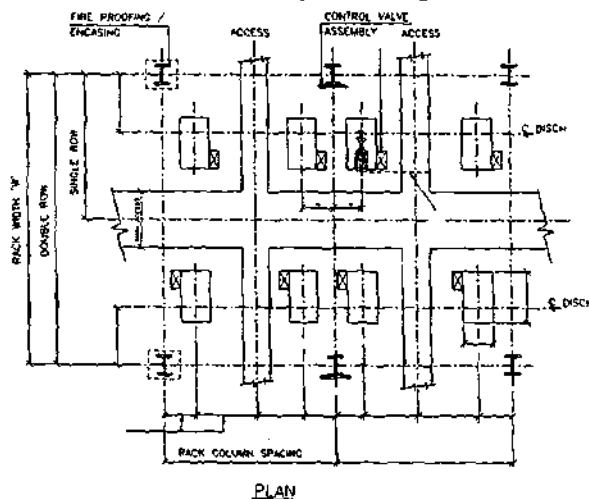 FIRE PROOFING /
ENCASING
ACCESS
CONTROL VALVE
ASSEMBLY
ACCESS
℄ DISCH
RACK WIDTH 'W'
DOUBLE ROW
SINGLE ROW
℄ DISCH
RACK COLUMN SPACING
PLAN